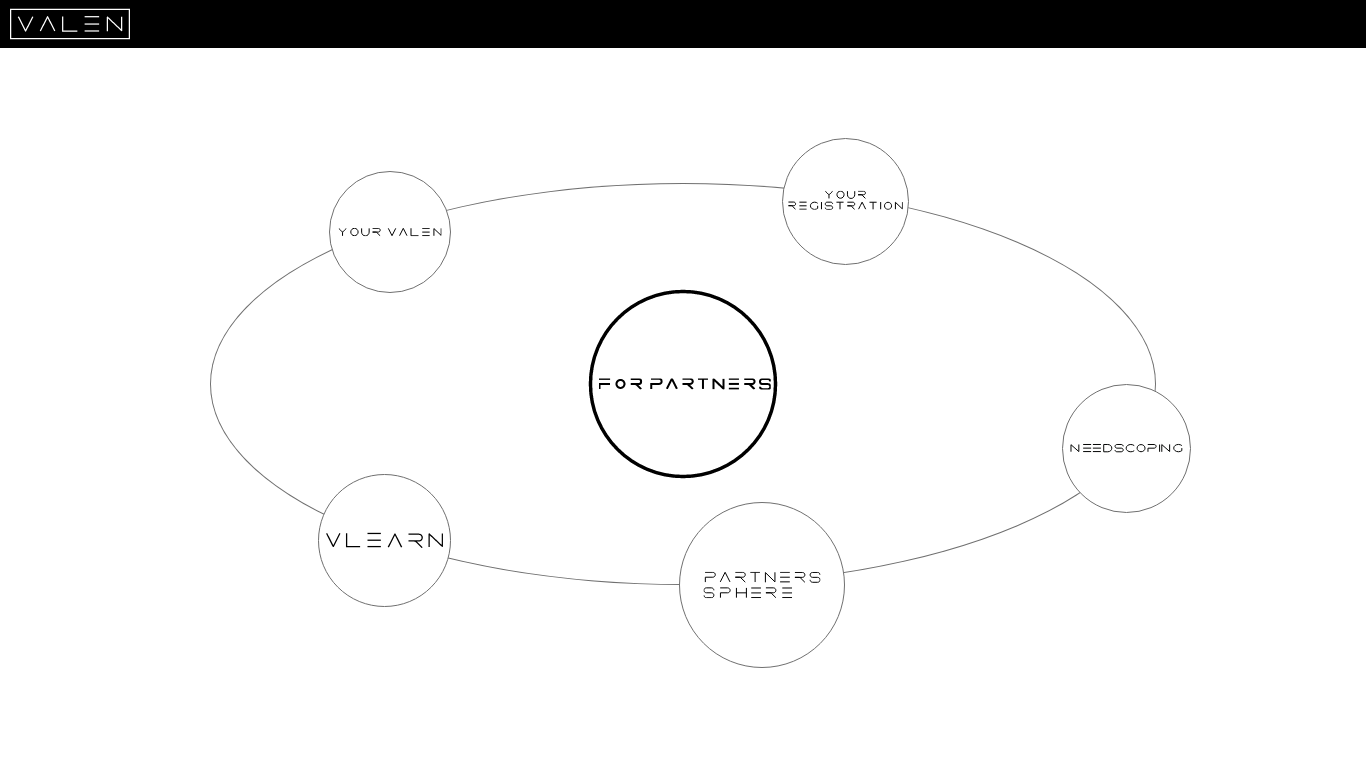 VALEN
YOUR
REGISTRATION
YOUR VALEN
FOR PARTNERS
NEEDSCOPING
VLEARN
PARTNERS
SPHERE